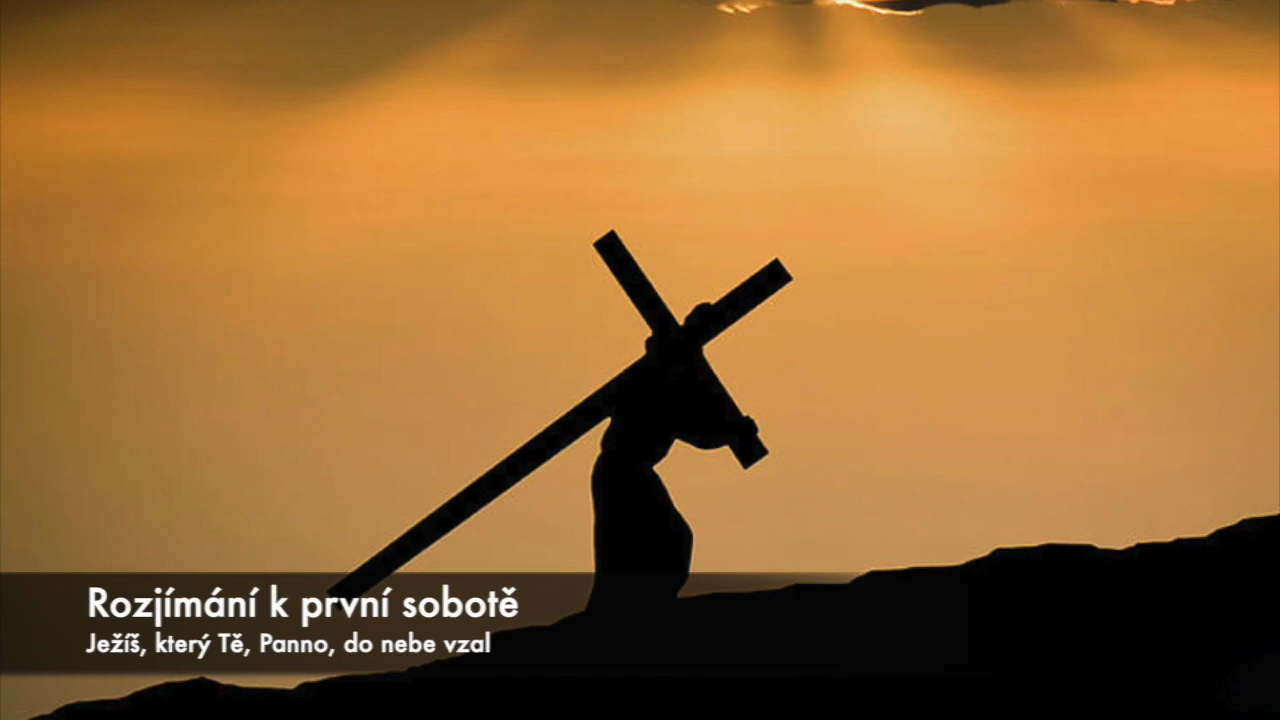 Rozjímání k první sobotě
Ježíš, který Tě, Panno, do nebe vzal